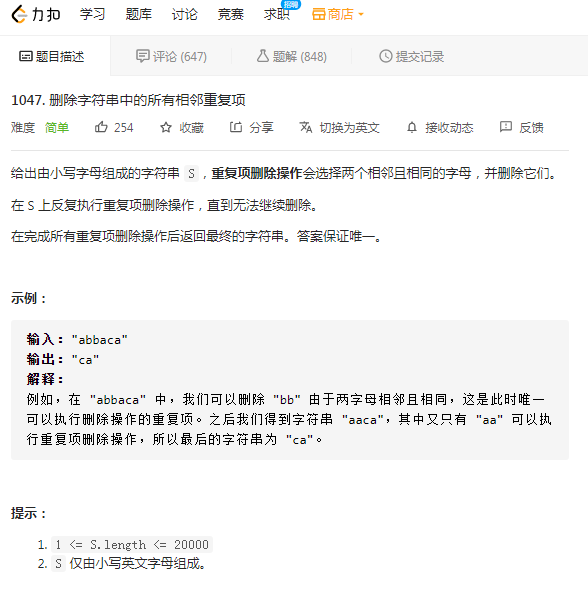 力扣 学习 题库 讨论 竞赛 求职 招聘 商店
题目描述 评论 (647) 题解 (848) 提交记录
1047. 删除字符串中的所有相邻重复项
难度 简单 254 收藏 分享 切换为英文 接收动态 反馈
给出由小写字母组成的字符串 S，重复项删除操作会选择两个相邻且相同的字母，并删除它们。
在 S 上反复执行重复项删除操作，直到无法继续删除。
在完成所有重复项删除操作后返回最终的字符串。答案保证唯一。
示例：
输入："abbaca"
输出："ca"
解释：
例如，在 "abbaca" 中，我们可以删除 "bb" 由于两字母相邻且相同，这是此时唯一
可以执行删除操作的重复项。之后我们得到字符串 "aaca"，其中又只有 "aa" 可以执
行重复项删除操作，所以最后的字符串为 "ca"。
提示：
1. 1 <= S.length <= 20000
2. S 仅由小写英文字母组成。